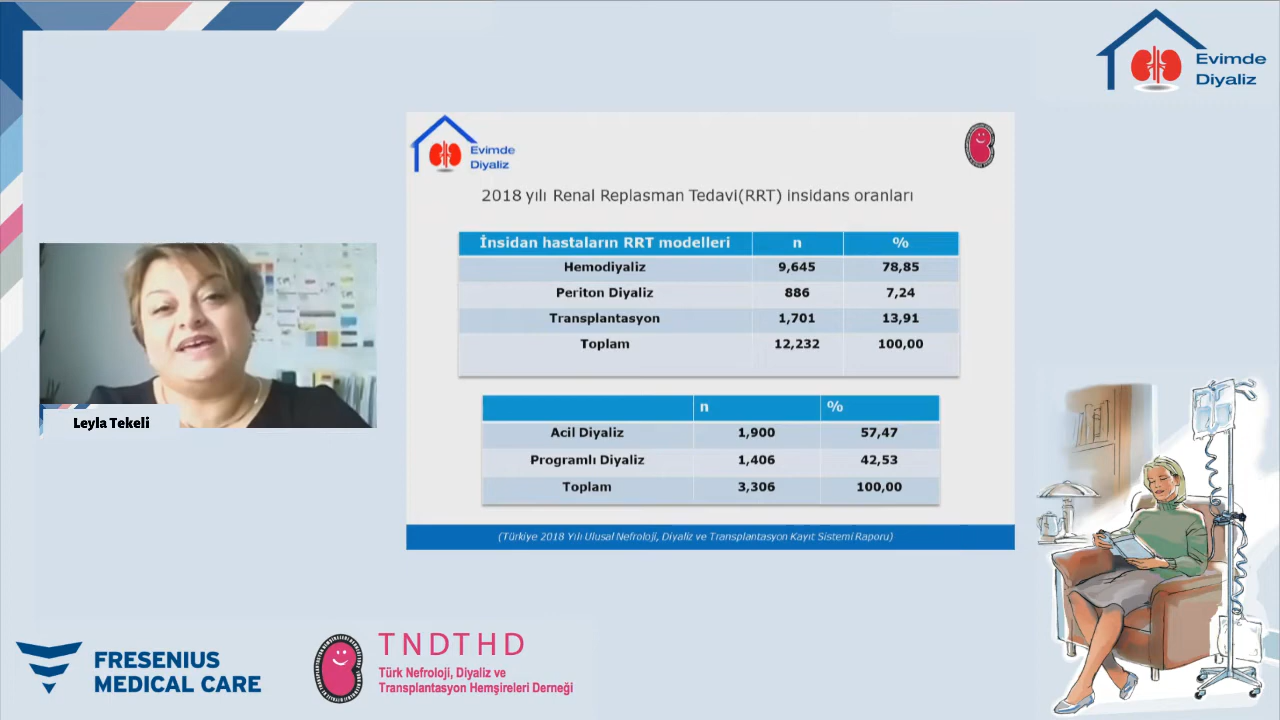 Evimde
Diyaliz
Evimde
Diyaliz
2018 yılı Renal Replasman Tedavi(RRT) insidans oranları
İnsidan hastaların RRT modelleri n %
Hemodiyaliz 9,645 78,85
Periton Diyaliz 886 7,24
Transplantasyon 1,701 13,91
Toplam 12,232 100,00
n %
Acil Diyaliz 1,900 57,47
Programlı Diyaliz 1,406 42,53
Toplam 3,306 100,00
(Türkiye 2018 Yılı Ulusal Nefroloji, Diyaliz ve Transplantasyon Kayıt Sistemi Raporu)
Leyla Tekeli
FRESENIUS
MEDICAL CARE
TNDTHD
Türk Nefroloji, Diyaliz ve
Transplantasyon Hemşireleri Derneği